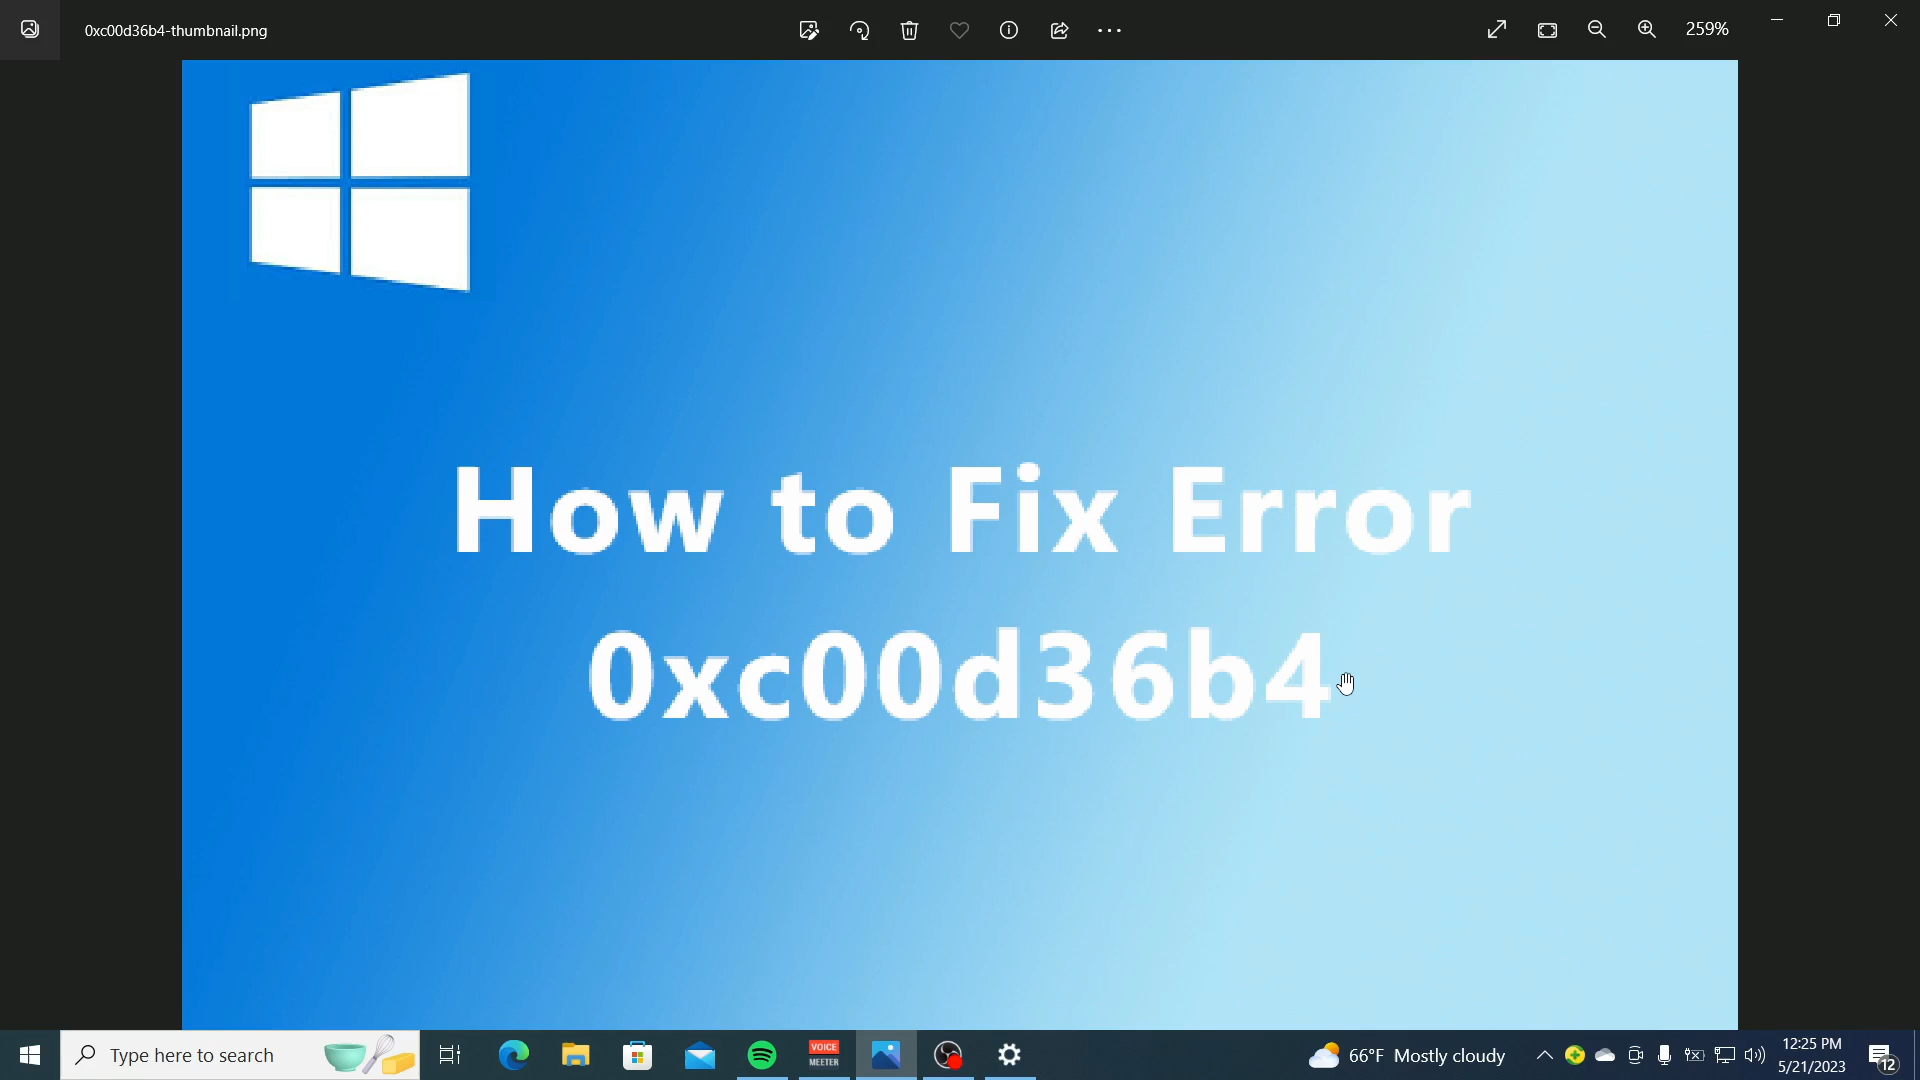 0xc00d36b4-thumbnail.png
259%
How to Fix Error
0xc00d36b4
Type here to search
VOICE
MEETER
66°F Mostly cloudy
12:25 PM
5/21/2023
12